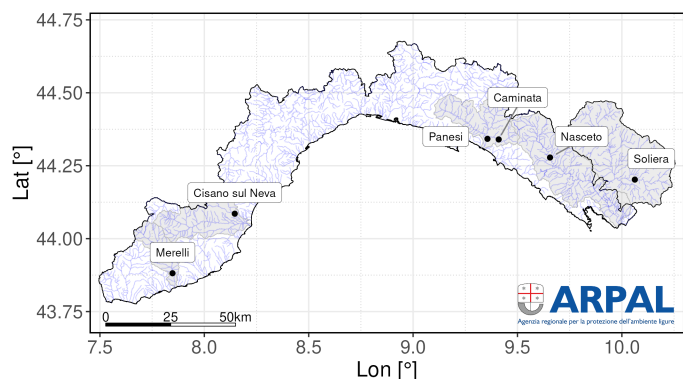 44.75
44.50
44.25
44.00
43.75
Lat [°]
Caminata
Panesi
Nasceto
Soliera
Cisano sul Neva
Merelli
0 25 50km
ARPAL
Agenzia regionale per la protezione dell'ambiente ligure
7.5 8.0 8.5 9.0 9.5 10.0
Lon [°]